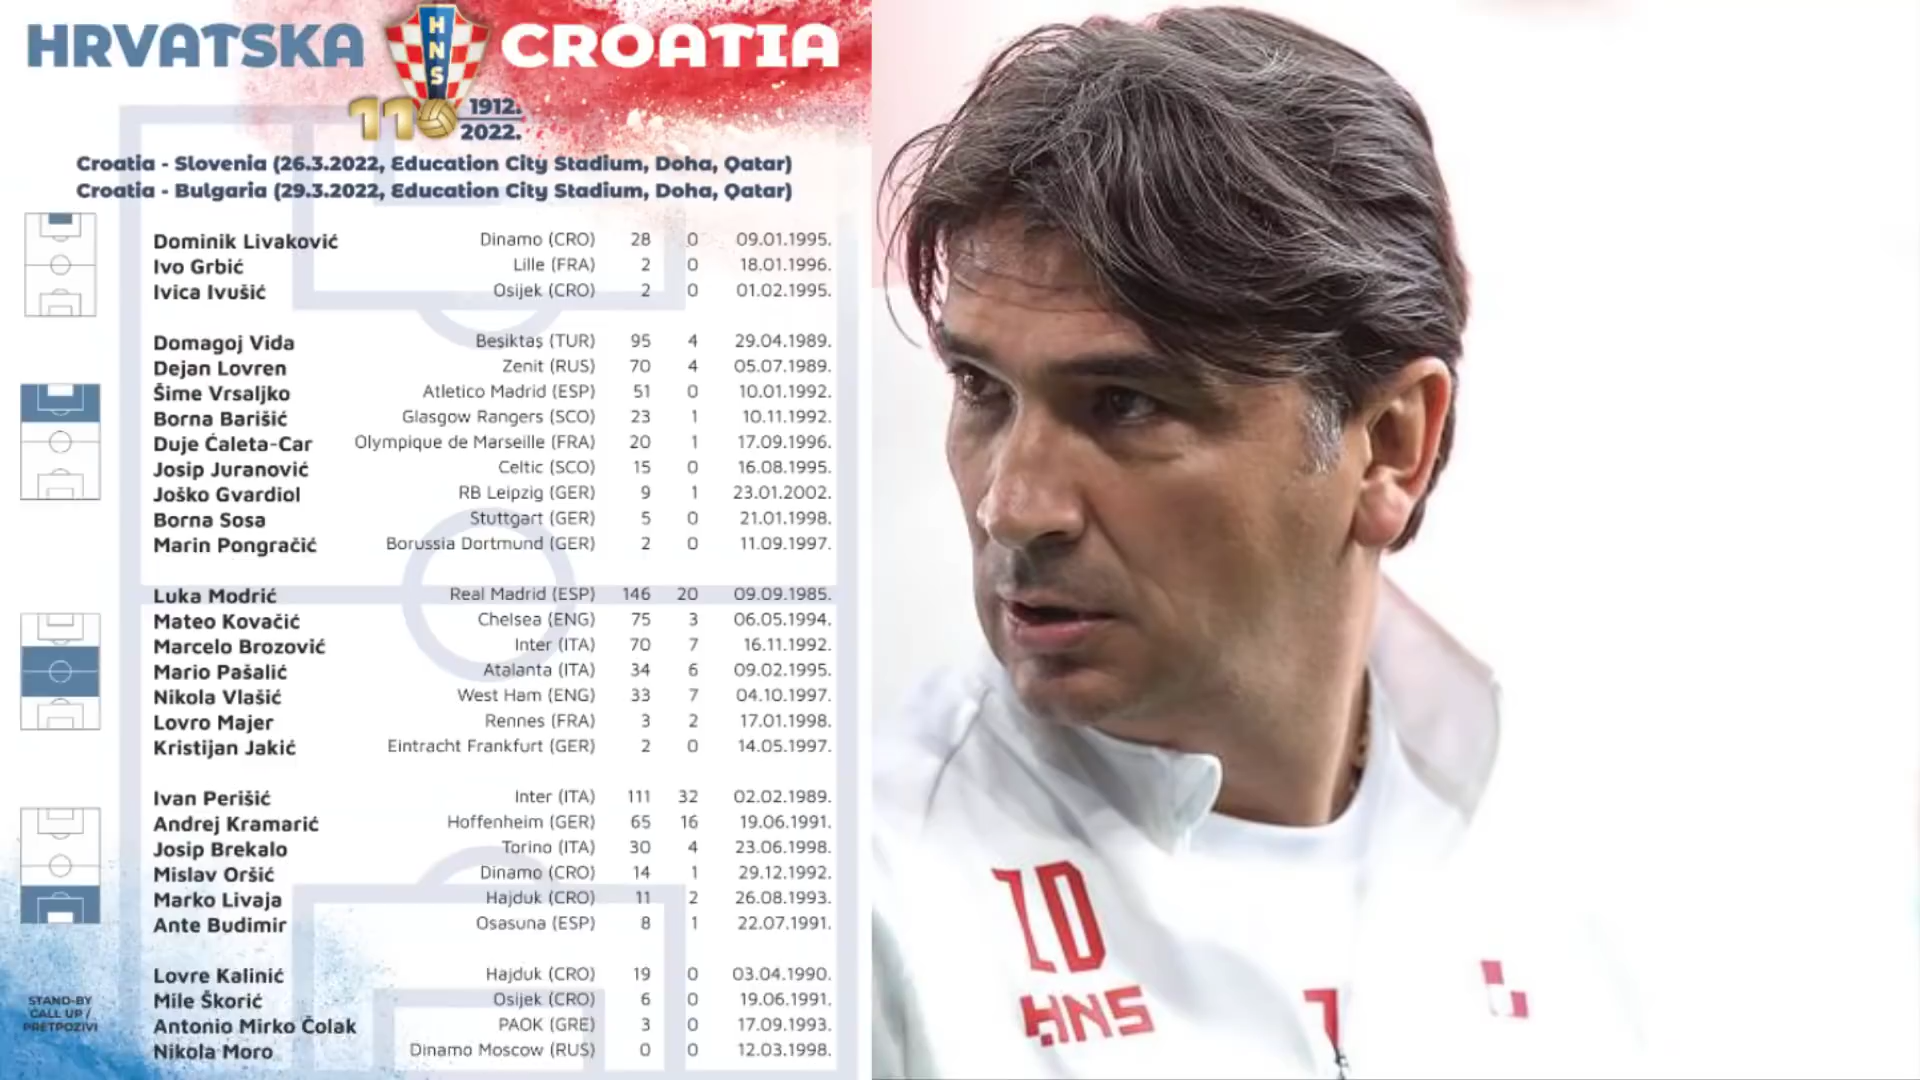 HRVATSKA HNS CROATIA
110 1912. 2022.
Croatia - Slovenia (26.3.2022, Education City Stadium, Doha, Qatar)
Croatia - Bulgaria (29.3.2022, Education City Stadium, Doha, Qatar)
Dominik Livaković Dinamo (CRO) 28 0 09.01.1995.
Ivo Grbić Lille (FRA) 2 0 18.01.1996.
Ivica Ivušić Osijek (CRO) 2 0 01.02.1995.
Domagoj Vida Besiktas (TUR) 95 4 29.04.1989.
Dejan Lovren Zenit (RUS) 70 4 05.07.1989.
Šime Vrsaljko Atletico Madrid (ESP) 51 0 10.01.1992.
Borna Barišić Glasgow Rangers (SCO) 23 1 10.11.1992.
Duje Ćaleta-Car Olympique de Marseille (FRA) 20 1 17.09.1996.
Josip Juranović Celtic (SCO) 15 0 16.08.1995.
Joško Gvardiol RB Leipzig (GER) 9 1 23.01.2002.
Borna Sosa Stuttgart (GER) 5 0 21.01.1998.
Marin Pongračić Borussia Dortmund (GER) 2 0 11.09.1997.
Luka Modrić Real Madrid (ESP) 146 20 09.09.1985.
Mateo Kovačić Chelsea (ENG) 75 3 06.05.1994.
Marcelo Brozović Inter (ITA) 70 7 16.11.1992.
Mario Pašalić Atalanta (ITA) 34 6 09.02.1995.
Nikola Vlašić West Ham (ENG) 33 7 04.10.1997.
Lovro Majer Rennes (FRA) 3 2 17.01.1998.
Kristijan Jakić Eintracht Frankfurt (GER) 2 0 14.05.1997.
Ivan Perišić Inter (ITA) 111 32 02.02.1989.
Andrej Kramarić Hoffenheim (GER) 65 16 19.06.1991.
Josip Brekalo Torino (ITA) 30 4 23.06.1998.
Mislav Oršić Dinamo (CRO) 14 1 29.12.1992.
Marko Livaja Hajduk (CRO) 11 2 26.08.1993.
Ante Budimir Osasuna (ESP) 8 1 22.07.1991.
STAND-BY
CALL UP /
PRETPOZIVI
Lovre Kalinić Hajduk (CRO) 19 0 03.04.1990.
Mile Škorić Osijek (CRO) 6 0 19.06.1991.
Antonio Mirko Čolak PAOK (GRE) 3 0 17.09.1993.
Nikola Moro Dinamo Moscow (RUS) 0 0 12.03.1998.
ZD
HNS